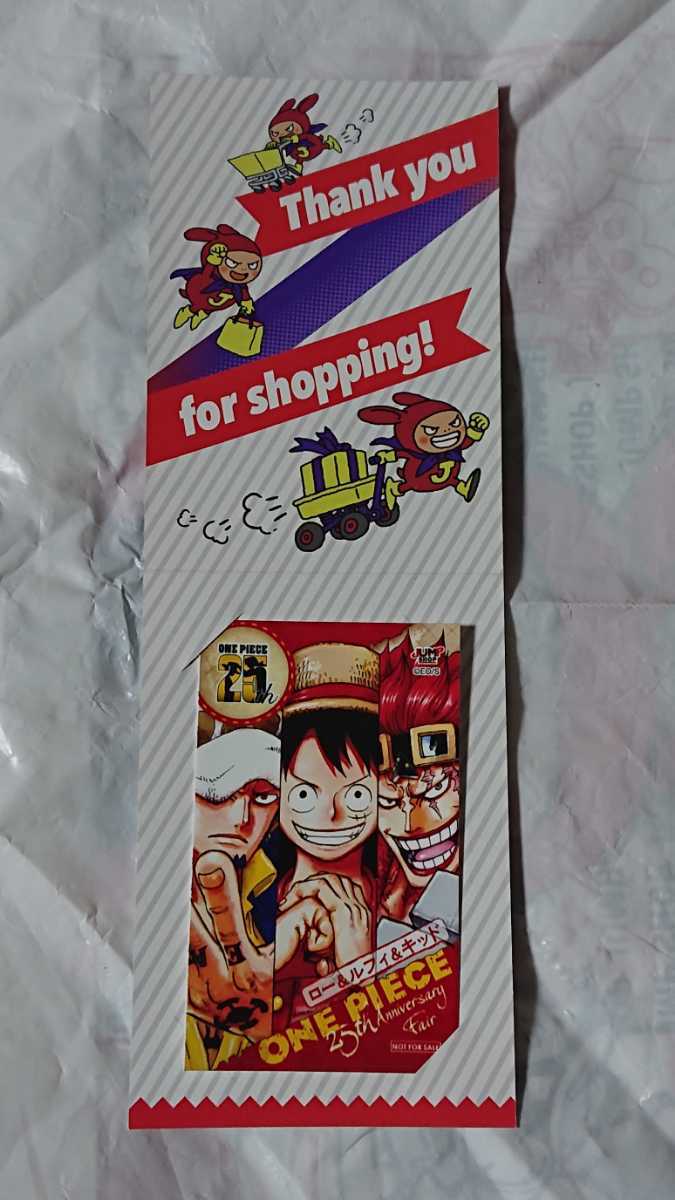 Thank you
J
for shopping!
J
ONE PIECE
25th
JUMP
SHOP
©E.O/S
ロー&ルフィ&キッド
ONE PIECE
25th Anniversary
Fair
NOT FOR SALE